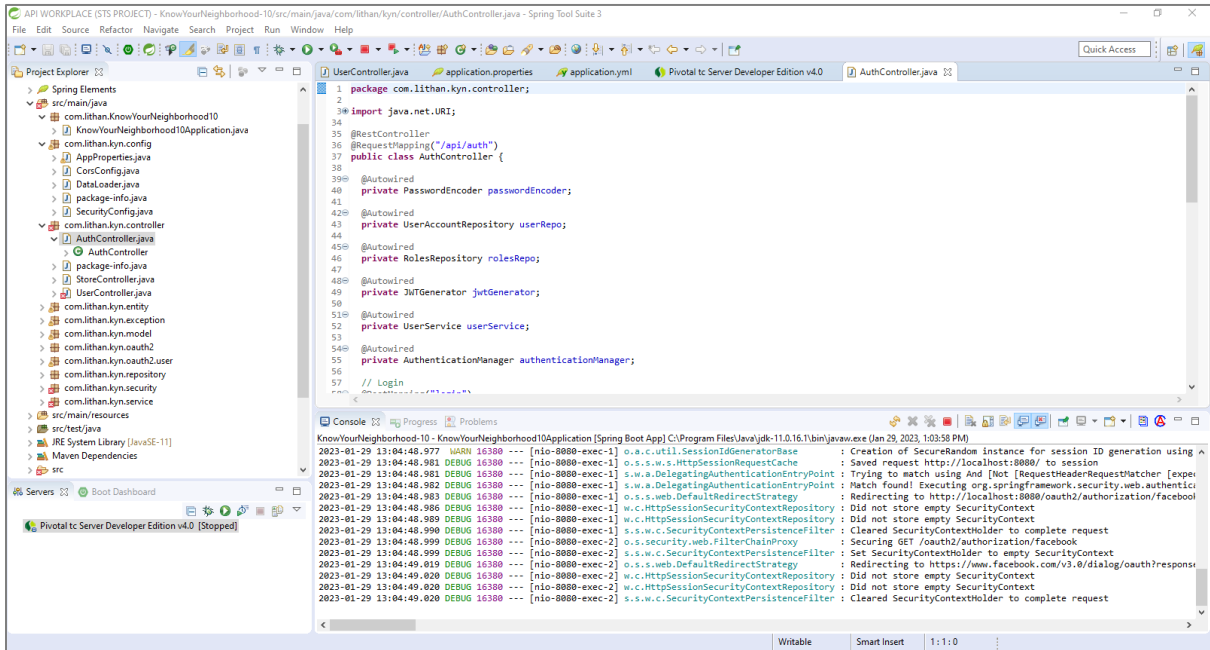 API WORKPLACE (STS PROJECT) - KnowYourNeighborhood-10/src/main/java/com/lithan/kyn/controller/AuthController.java - Spring Tool Suite 3
File Edit Source Refactor Navigate Search Project Run Window Help
Quick Access
Project Explorer
Spring Elements
src/main/java
com.lithan.KnowYourNeighborhood10
KnowYourNeighborhood10Application.java
com.lithan.kyn.config
AppProperties.java
CorsConfig.java
DataLoader.java
package-info.java
SecurityConfig.java
com.lithan.kyn.controller
AuthController.java
AuthController
package-info.java
StoreController.java
UserController.java
com.lithan.kyn.entity
com.lithan.kyn.exception
com.lithan.kyn.model
com.lithan.kyn.oauth2
com.lithan.kyn.oauth2.user
com.lithan.kyn.repository
com.lithan.kyn.security
com.lithan.kyn.service
src/main/resources
src/test/java
JRE System Library [JavaSE-11]
Maven Dependencies
src
Servers Boot Dashboard
Pivotal tc Server Developer Edition v4.0 [Stopped]
UserController.java application.properties application.yml Pivotal tc Server Developer Edition v4.0 AuthController.java
1 package com.lithan.kyn.controller;
2
3 import java.net.URI;
34
35 @RestController
36 @RequestMapping("/api/auth")
37 public class AuthController {
38
39 @Autowired
40 private PasswordEncoder passwordEncoder;
41
42 @Autowired
43 private UserAccountRepository userRepo;
44
45 @Autowired
46 private RolesRepository rolesRepo;
47
48 @Autowired
49 private JWTGenerator jwtGenerator;
50
51 @Autowired
52 private UserService userService;
53
54 @Autowired
55 private AuthenticationManager authenticationManager;
56
57 // Login
58 @PostMapping("login")
Console Progress Problems
KnowYourNeighborhood-10 - KnowYourNeighborhood10Application [Spring Boot App] C:\Program Files\Java\jdk-11.0.16.1\bin\javaw.exe (Jan 29, 2023, 1:03:58 PM)
2023-01-29 13:04:48.977 WARN 16380 --- [nio-8080-exec-1] o.a.c.util.SessionIdGeneratorBase : Creation of SecureRandom instance for session ID generation using
2023-01-29 13:04:48.981 DEBUG 16380 --- [nio-8080-exec-1] o.s.s.w.s.HttpSessionRequestCache : Saved request http://localhost:8080/ to session
2023-01-29 13:04:48.981 DEBUG 16380 --- [nio-8080-exec-1] s.w.a.DelegatingAuthenticationEntryPoint : Trying to match using And [Not [RequestHeaderRequestMatcher [expec
2023-01-29 13:04:48.982 DEBUG 16380 --- [nio-8080-exec-1] s.w.a.DelegatingAuthenticationEntryPoint : Match found! Executing org.springframework.security.web.authentic
2023-01-29 13:04:48.983 DEBUG 16380 --- [nio-8080-exec-1] o.s.s.web.DefaultRedirectStrategy : Redirecting to http://localhost:8080/oauth2/authorization/facebook
2023-01-29 13:04:48.986 DEBUG 16380 --- [nio-8080-exec-1] w.c.HttpSessionSecurityContextRepository : Did not store empty SecurityContext
2023-01-29 13:04:48.989 DEBUG 16380 --- [nio-8080-exec-1] w.c.HttpSessionSecurityContextRepository : Did not store empty SecurityContext
2023-01-29 13:04:48.990 DEBUG 16380 --- [nio-8080-exec-1] s.s.w.c.SecurityContextPersistenceFilter : Cleared SecurityContextHolder to complete request
2023-01-29 13:04:48.999 DEBUG 16380 --- [nio-8080-exec-2] o.s.security.web.FilterChainProxy : Securing GET /oauth2/authorization/facebook
2023-01-29 13:04:48.999 DEBUG 16380 --- [nio-8080-exec-2] s.s.w.c.SecurityContextPersistenceFilter : Set SecurityContextHolder to empty SecurityContext
2023-01-29 13:04:49.019 DEBUG 16380 --- [nio-8080-exec-2] o.s.s.web.DefaultRedirectStrategy : Redirecting to https://www.facebook.com/v3.0/dialog/oauth?respons
2023-01-29 13:04:49.020 DEBUG 16380 --- [nio-8080-exec-2] w.c.HttpSessionSecurityContextRepository : Did not store empty SecurityContext
2023-01-29 13:04:49.020 DEBUG 16380 --- [nio-8080-exec-2] w.c.HttpSessionSecurityContextRepository : Did not store empty SecurityContext
2023-01-29 13:04:49.020 DEBUG 16380 --- [nio-8080-exec-2] s.s.w.c.SecurityContextPersistenceFilter : Cleared SecurityContextHolder to complete request
Writable Smart Insert 1 : 1 : 0